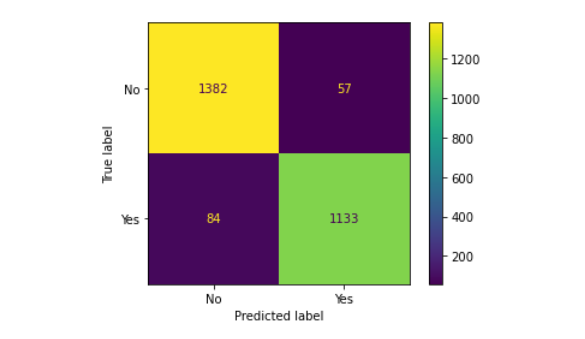 No
1382
57
Yes
84
1133
No
Yes
Predicted label
True label
1200
1000
800
600
400
200